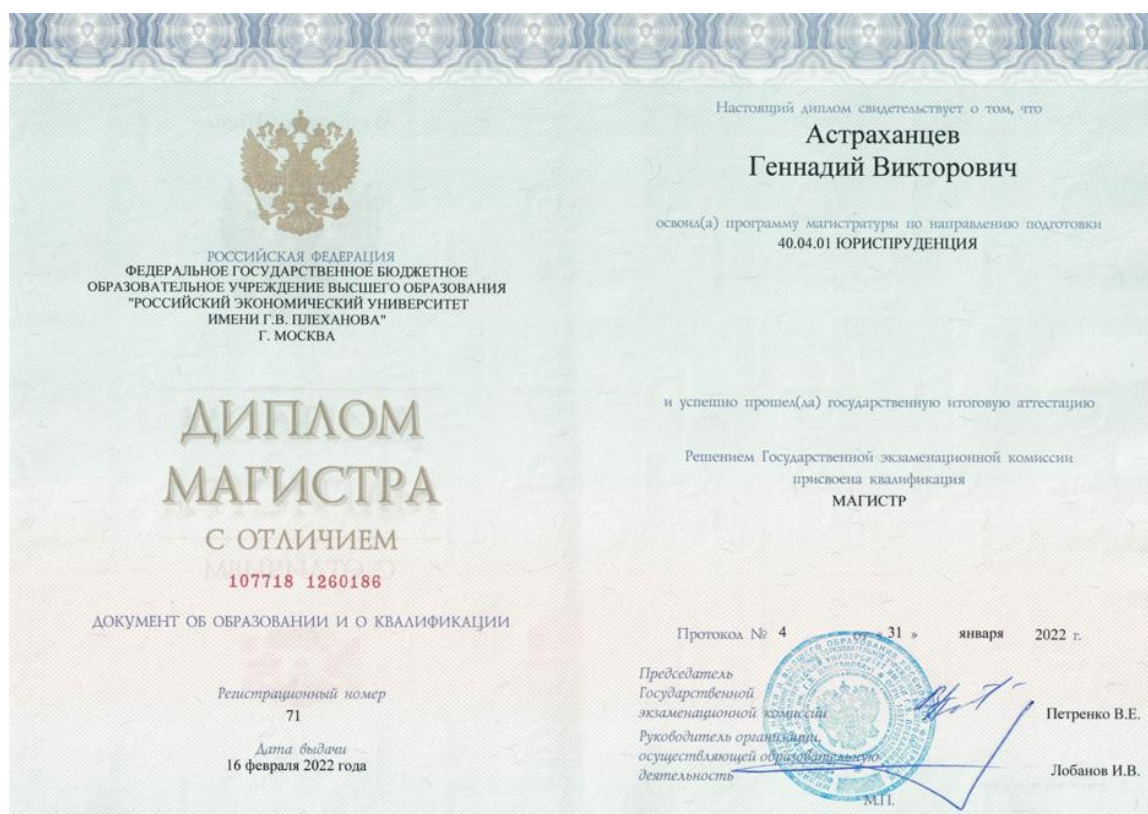 РОССИЙСКАЯ ФЕДЕРАЦИЯ
ФЕДЕРАЛЬНОЕ ГОСУДАРСТВЕННОЕ БЮДЖЕТНОЕ
ОБРАЗОВАТЕЛЬНОЕ УЧРЕЖДЕНИЕ ВЫСШЕГО ОБРАЗОВАНИЯ
"РОССИЙСКИЙ ЭКОНОМИЧЕСКИЙ УНИВЕРСИТЕТ
ИМЕНИ Г.В. ПЛЕХАНОВА"
Г. МОСКВА
ДИПЛОМ
МАГИСТРА
С ОТЛИЧИЕМ
107718 1260186
ДОКУМЕНТ ОБ ОБРАЗОВАНИИ И О КВАЛИФИКАЦИИ
Регистрационный номер
71
Дата выдачи
16 февраля 2022 года
Настоящий диплом свидетельствует о том, что
Астраханцев
Геннадий Викторович
освоил(а) программу магистратуры по направлению подготовки
40.04.01 ЮРИСПРУДЕНЦИЯ
и успешно прошел(ла) государственную итоговую аттестацию
Решением Государственной экзаменационной комиссии
присвоена квалификация
МАГИСТР
Протокол № 4 от « 31 » января 2022 г.
Председатель
Государственной
экзаменационной комиссии
Петренко В.Е.
Руководитель организации,
осуществляющей образовательную
деятельность
Лобанов И.В.
М.П.